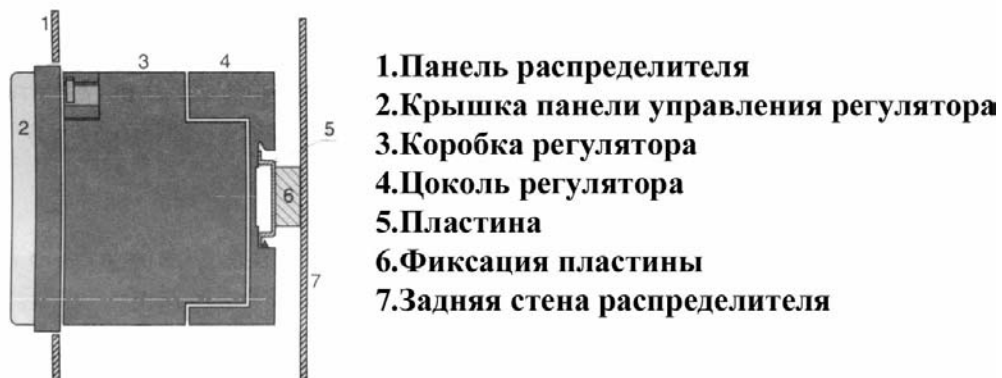 1
3
4
2
5
6
7
1.Панель распределителя
2.Крышка панели управления регулятора
3.Коробка регулятора
4.Цоколь регулятора
5.Пластина
6.Фиксация пластины
7.Задняя стена распределителя